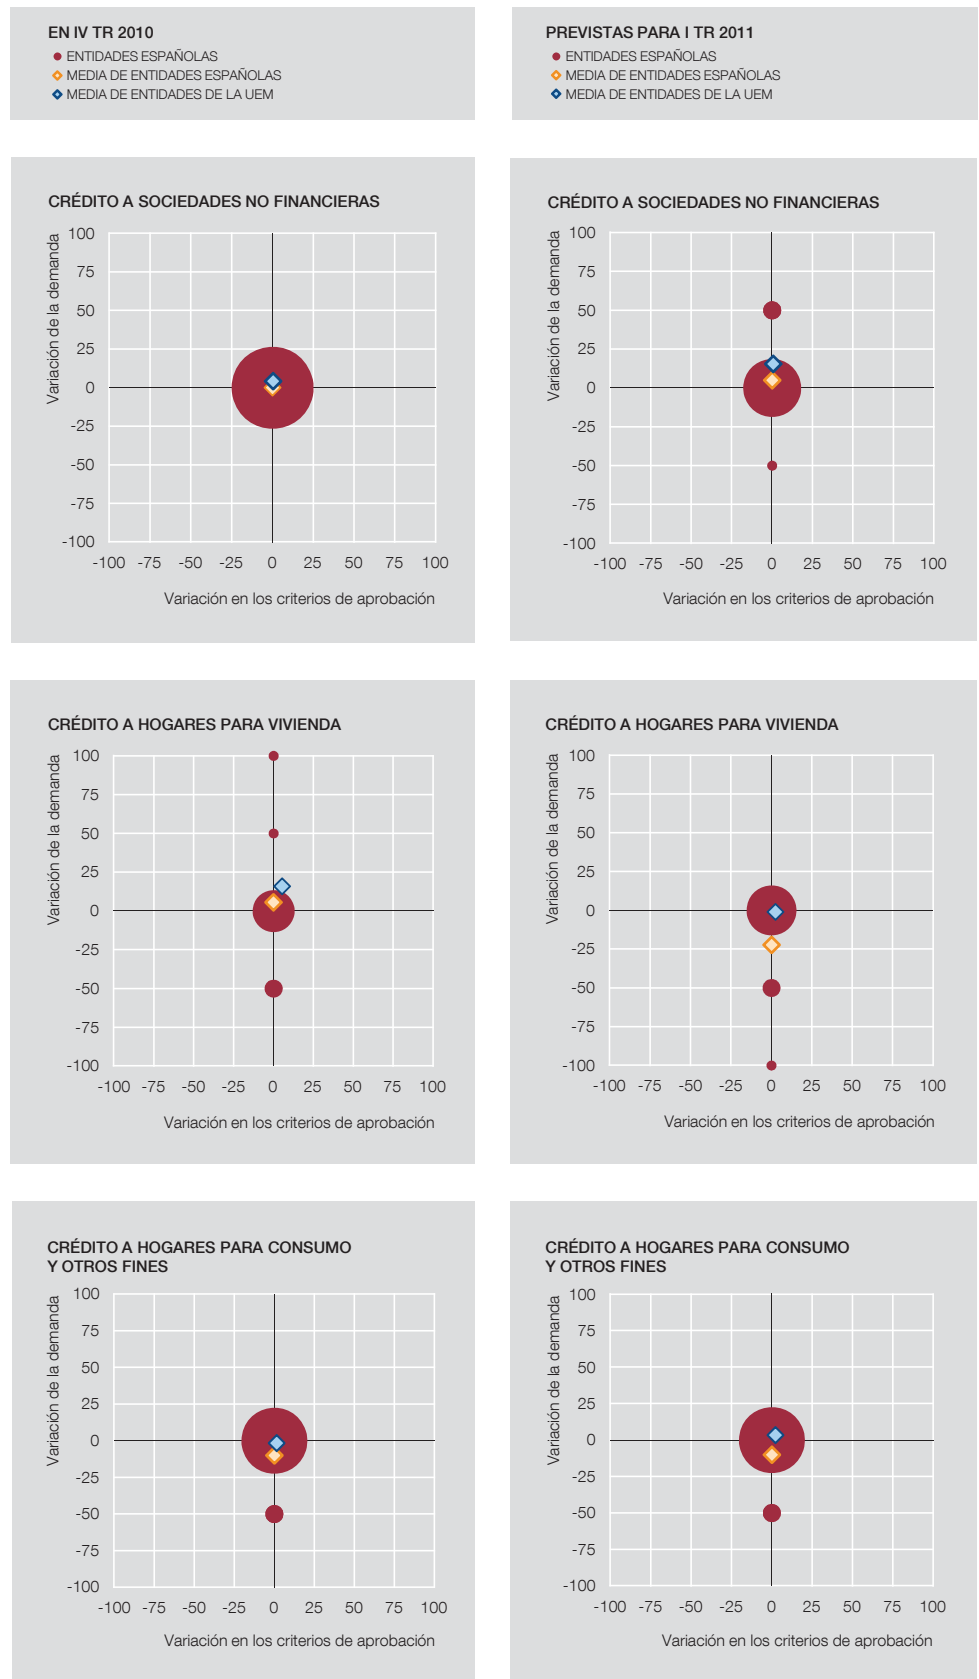 EN IV TR 2010
ENTIDADES ESPAÑOLAS
MEDIA DE ENTIDADES ESPAÑOLAS
MEDIA DE ENTIDADES DE LA UEM
PREVISTAS PARA I TR 2011
ENTIDADES ESPAÑOLAS
MEDIA DE ENTIDADES ESPAÑOLAS
MEDIA DE ENTIDADES DE LA UEM
CRÉDITO A SOCIEDADES NO FINANCIERAS
Variación de la demanda
100
75
50
25
0
-25
-50
-75
-100
-100 -75 -50 -25 0 25 50 75 100
Variación en los criterios de aprobación
CRÉDITO A SOCIEDADES NO FINANCIERAS
Variación de la demanda
100
75
50
25
0
-25
-50
-75
-100
-100 -75 -50 -25 0 25 50 75 100
Variación en los criterios de aprobación
CRÉDITO A HOGARES PARA VIVIENDA
Variación de la demanda
100
75
50
25
0
-25
-50
-75
-100
-100 -75 -50 -25 0 25 50 75 100
Variación en los criterios de aprobación
CRÉDITO A HOGARES PARA VIVIENDA
Variación de la demanda
100
75
50
25
0
-25
-50
-75
-100
-100 -75 -50 -25 0 25 50 75 100
Variación en los criterios de aprobación
CRÉDITO A HOGARES PARA CONSUMO
Y OTROS FINES
Variación de la demanda
100
75
50
25
0
-25
-50
-75
-100
-100 -75 -50 -25 0 25 50 75 100
Variación en los criterios de aprobación
CRÉDITO A HOGARES PARA CONSUMO
Y OTROS FINES
Variación de la demanda
100
75
50
25
0
-25
-50
-75
-100
-100 -75 -50 -25 0 25 50 75 100
Variación en los criterios de aprobación